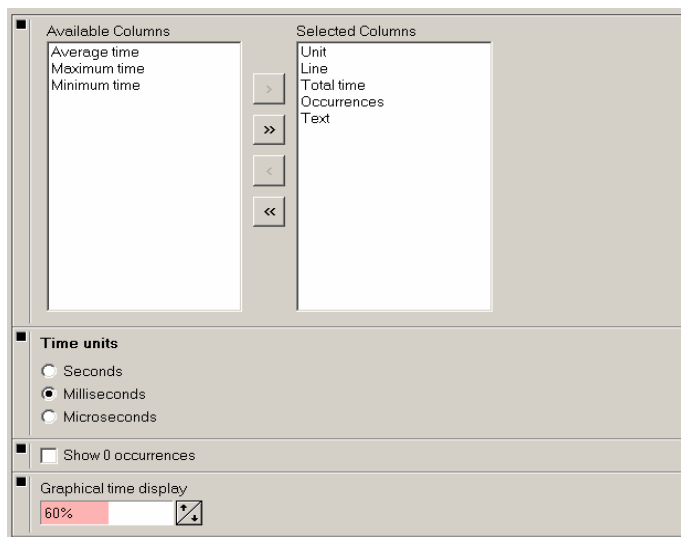 Available Columns
Average time
Maximum time
Minimum time
>
»
<
«
Selected Columns
Unit
Line
Total time
Occurrences
Text
Time units
Seconds
Milliseconds
Microseconds
Show 0 occurrences
Graphical time display
60%